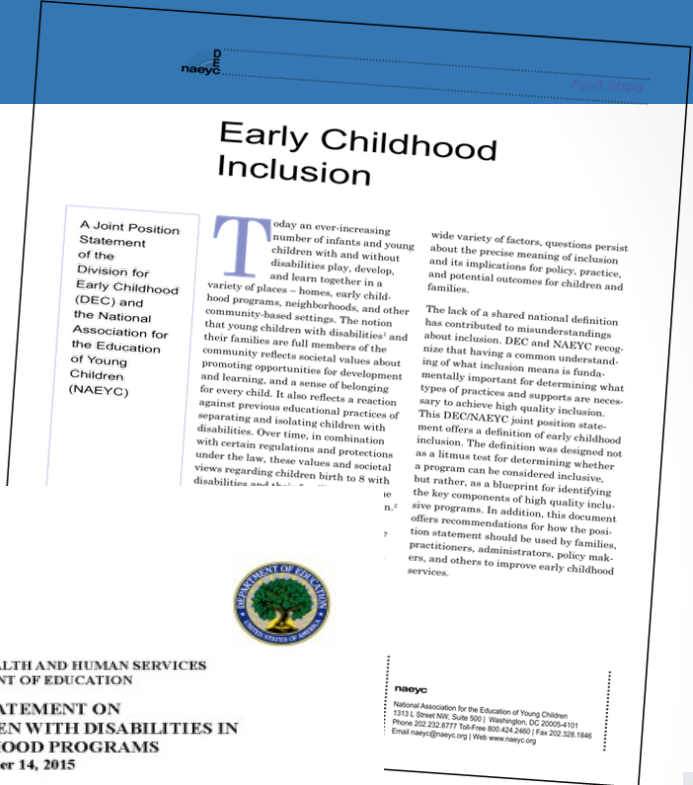 DEC
naeyc
April 2009
Early Childhood
Inclusion
A Joint Position
Statement
of the
Division for
Early Childhood
(DEC) and
the National
Association for
the Education
of Young
Children
(NAEYC)
Today an ever-increasing
number of infants and young
children with and without
disabilities play, develop,
and learn together in a
variety of places – homes, early child-
hood programs, neighborhoods, and other
community-based settings. The notion
that young children with disabilities¹ and
their families are full members of the
community reflects societal values about
promoting opportunities for development
and learning, and a sense of belonging
for every child. It also reflects a reaction
against previous educational practices of
separating and isolating children with
disabilities. Over time, in combination
with certain regulations and protections
under the law, these values and societal
views regarding children birth to 8 with
disabilities and their
n.²
wide variety of factors, questions persist
about the precise meaning of inclusion
and its implications for policy, practice,
and potential outcomes for children and
families.
The lack of a shared national definition
has contributed to misunderstandings
about inclusion. DEC and NAEYC recog-
nize that having a common understand-
ing of what inclusion means is funda-
mentally important for determining what
types of practices and supports are neces-
sary to achieve high quality inclusion.
This DEC/NAEYC joint position state-
ment offers a definition of early childhood
inclusion. The definition was designed not
as a litmus test for determining whether
a program can be considered inclusive,
but rather, as a blueprint for identifying
the key components of high quality inclu-
sive programs. In addition, this document
offers recommendations for how the posi-
tion statement should be used by families,
practitioners, administrators, policy mak-
ers, and others to improve early childhood
services.
DEPARTMENT OF EDUCATION
UNITED STATES OF AMERICA
ALTH AND HUMAN SERVICES
NT OF EDUCATION
ATEMENT ON
EN WITH DISABILITIES IN
OOD PROGRAMS
er 14, 2015
naeyc
National Association for the Education of Young Children
1313 L Street NW, Suite 500 | Washington, DC 20005-4101
Phone 202.232.8777 Toll-Free 800.424.2460 | Fax 202.328.1846
Email naeyc@naeyc.org | Web www.naeyc.org